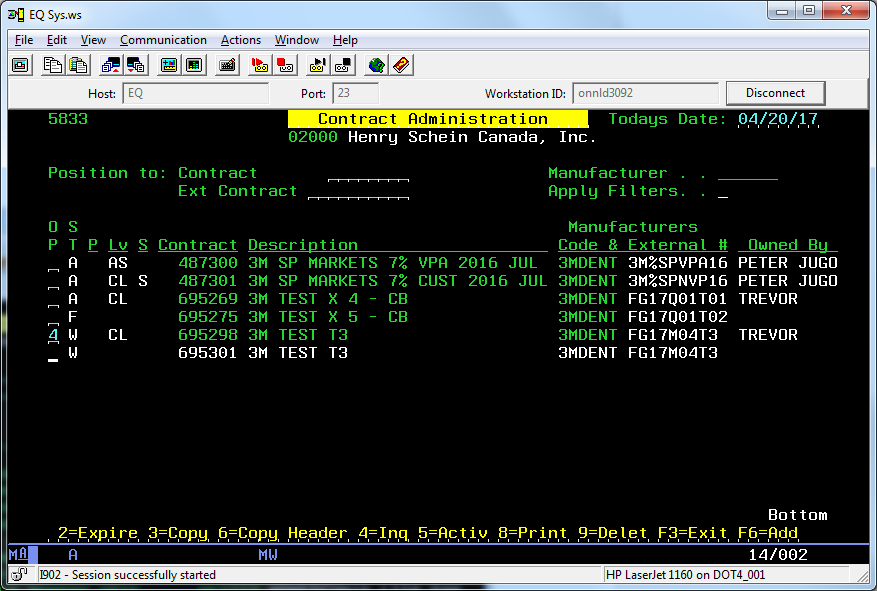 EQ Sys.ws
File Edit View Communication Actions Window Help
Host: EQ Port: 23 Workstation ID: onnld3092 Disconnect
5833 Contract Administration Todays Date: 04/20/17
02000 Henry Schein Canada, Inc.
Position to: Contract Manufacturer . .
Ext Contract Apply Filters. .
O S Manufacturers
P T P Lv S Contract Description Code & External # Owned By
A AS 487300 3M SP MARKETS 7% VPA 2016 JUL 3MDENT 3M%SPVPA16 PETER JUGO
A CL S 487301 3M SP MARKETS 7% CUST 2016 JUL 3MDENT 3M%SPNVP16 PETER JUGO
A CL 695269 3M TEST X 4 - CB 3MDENT FG17Q01T01 TREVOR
F 695275 3M TEST X 5 - CB 3MDENT FG17Q01T02
4 W CL 695298 3M TEST T3 3MDENT FG17M04T3 TREVOR
W 695301 3M TEST T3 3MDENT FG17M04T3
Bottom
2=Expire 3=Copy 6=Copy Header 4=Inq 5=Activ 8=Print 9=Delet F3=Exit F6=Add
MA A MW 14/002
I902 - Session successfully started HP LaserJet 1160 on DOT4_001